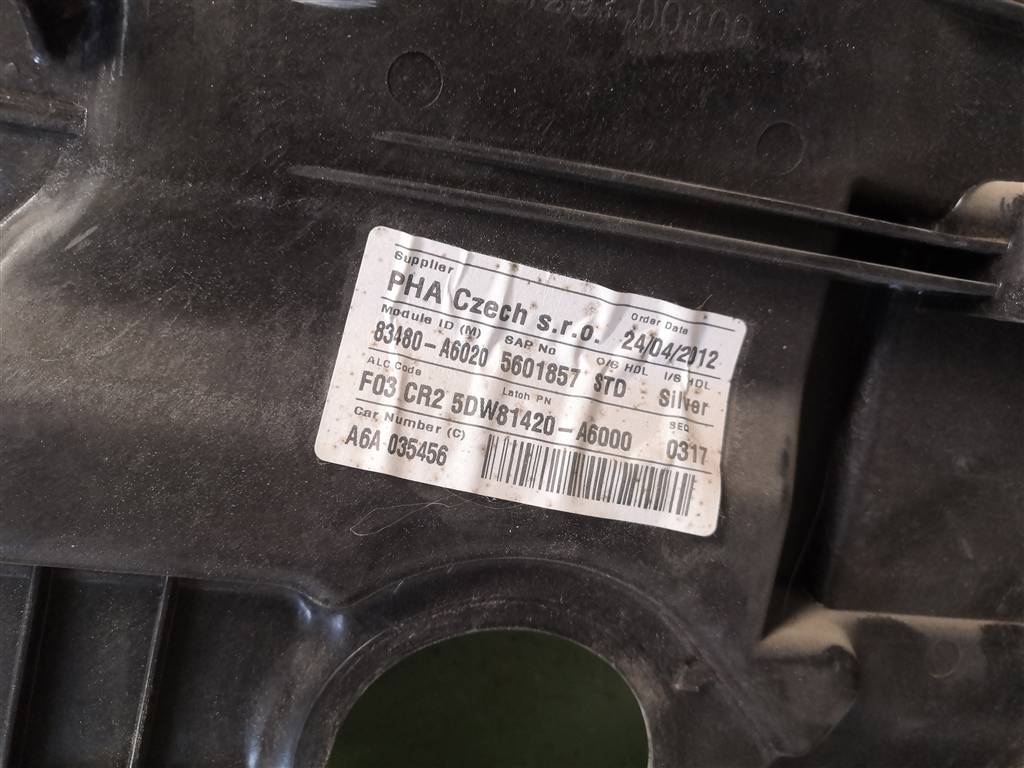 Supplier Order Date
PHA Czech s.r.o. 24/04/2012
Module ID (M) SAP No O/S HDL I/S HDL
83480-A6020 5601857 STD Silver
ALC Code Latch PN SEQ
F03 CR2 5DW81420-A6000 0317
Car Number (C)
A6A 035456